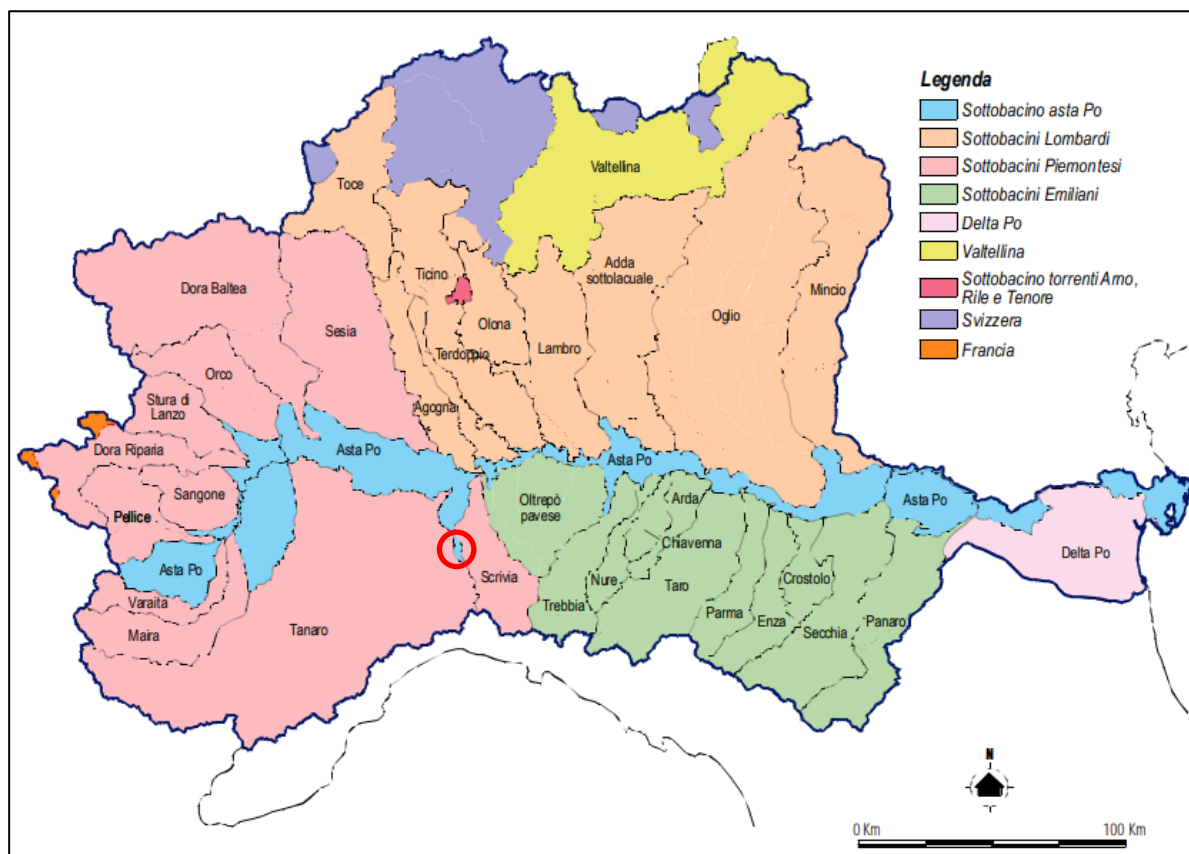 Legenda
Sottobacino asta Po
Sottobacini Lombardi
Sottobacini Piemontesi
Sottobacini Emiliani
Delta Po
Valtellina
Sottobacino torrenti Arno,
Rile e Tenore
Svizzera
Francia
Valtellina
Toce
Ticino
Adda
sottolacuale
Mincio
Dora Baltea
Sesia
Olona
Oglio
Terdoppio
Lambro
Orco
Stura di
Lanzo
Agogna
Dora Riparia
Asta Po
Asta Po
Sangone
Oltrepò
pavese
Arda
Asta Po
Pellice
Chiavenna
Delta Po
Asta Po
Scrivia
Nure
Crostolo
Varaita
Trebbia
Taro
Parma
Enza
Panaro
Maira
Tanaro
Secchia
N
0 Km
100 Km